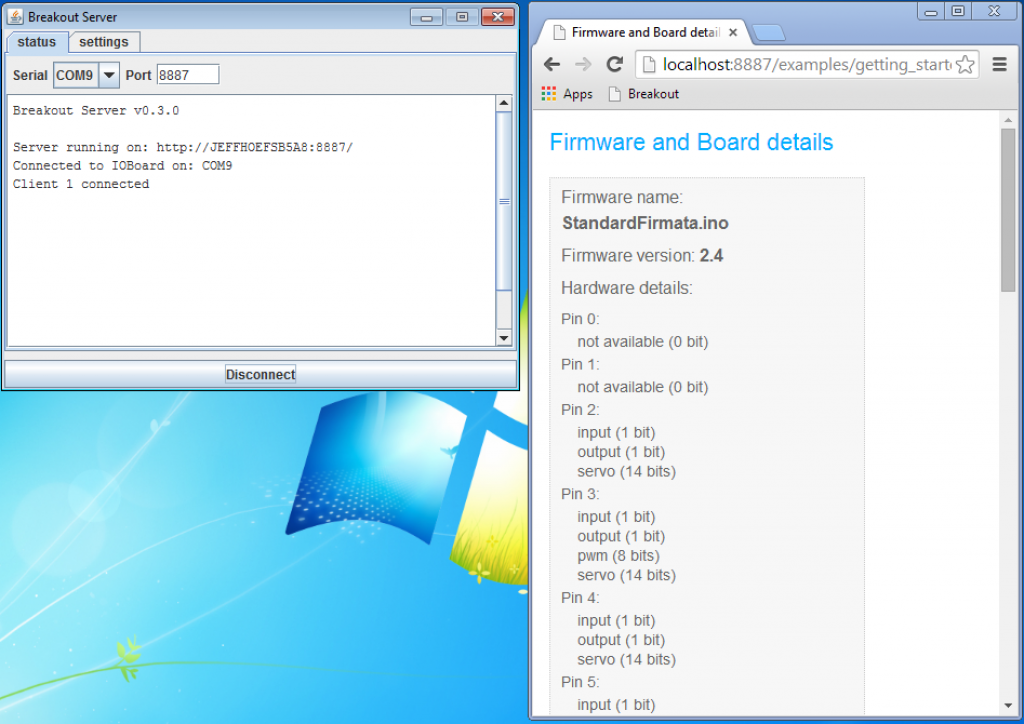 Breakout Server
status settings
Serial COM9 Port 8887
Breakout Server v0.3.0
Server running on: http://JEFFHOEFSB5A8:8887/
Connected to IOBoard on: COM9
Client 1 connected
Disconnect
Firmware and Board detail
localhost:8887/examples/getting_start
Apps Breakout
Firmware and Board details
Firmware name:
StandardFirmata.ino
Firmware version: 2.4
Hardware details:
Pin 0:
not available (0 bit)
Pin 1:
not available (0 bit)
Pin 2:
input (1 bit)
output (1 bit)
servo (14 bits)
Pin 3:
input (1 bit)
output (1 bit)
pwm (8 bits)
servo (14 bits)
Pin 4:
input (1 bit)
output (1 bit)
servo (14 bits)
Pin 5:
input (1 bit)